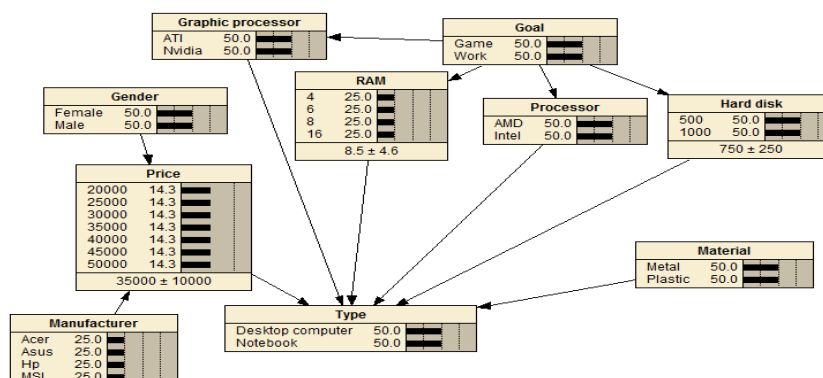 Graphic processor
ATI 50.0
Nvidia 50.0
Goal
Game 50.0
Work 50.0
RAM
4 25.0
6 25.0
8 25.0
16 25.0
8.5 ± 4.6
Gender
Female 50.0
Male 50.0
Processor
AMD 50.0
Intel 50.0
Hard disk
500 50.0
1000 50.0
750 ± 250
Price
20000 14.3
25000 14.3
30000 14.3
35000 14.3
40000 14.3
45000 14.3
50000 14.3
35000 ± 10000
Material
Metal 50.0
Plastic 50.0
Type
Desktop computer 50.0
Notebook 50.0
Manufacturer
Acer 25.0
Asus 25.0
Hp 25.0
MSI 25.0